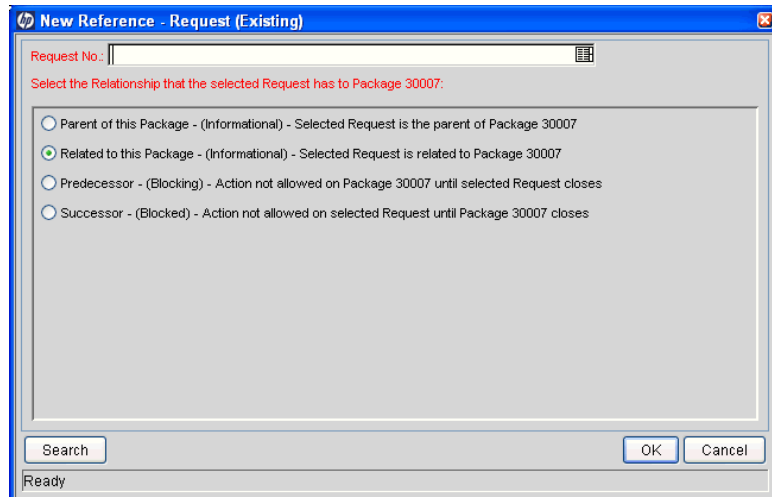 hp New Reference - Request (Existing)
Request No.:
Select the Relationship that the selected Request has to Package 30007:
Parent of this Package - (Informational) - Selected Request is the parent of Package 30007
Related to this Package - (Informational) - Selected Request is related to Package 30007
Predecessor - (Blocking) - Action not allowed on Package 30007 until selected Request closes
Successor - (Blocked) - Action not allowed on selected Request until Package 30007 closes
Search OK Cancel
Ready